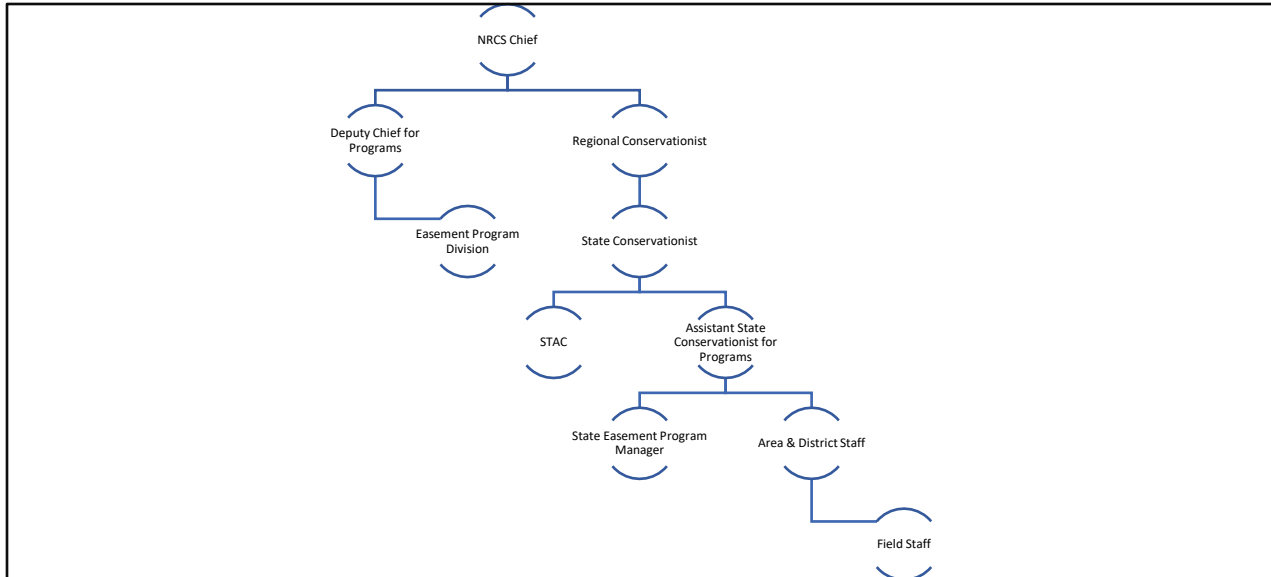 NRCS Chief
Deputy Chief for
Programs
Regional Conservationist
Easement Program
Division
State Conservationist
STAC
Assistant State
Conservationist for
Programs
State Easement Program
Manager
Area & District Staff
Field Staff